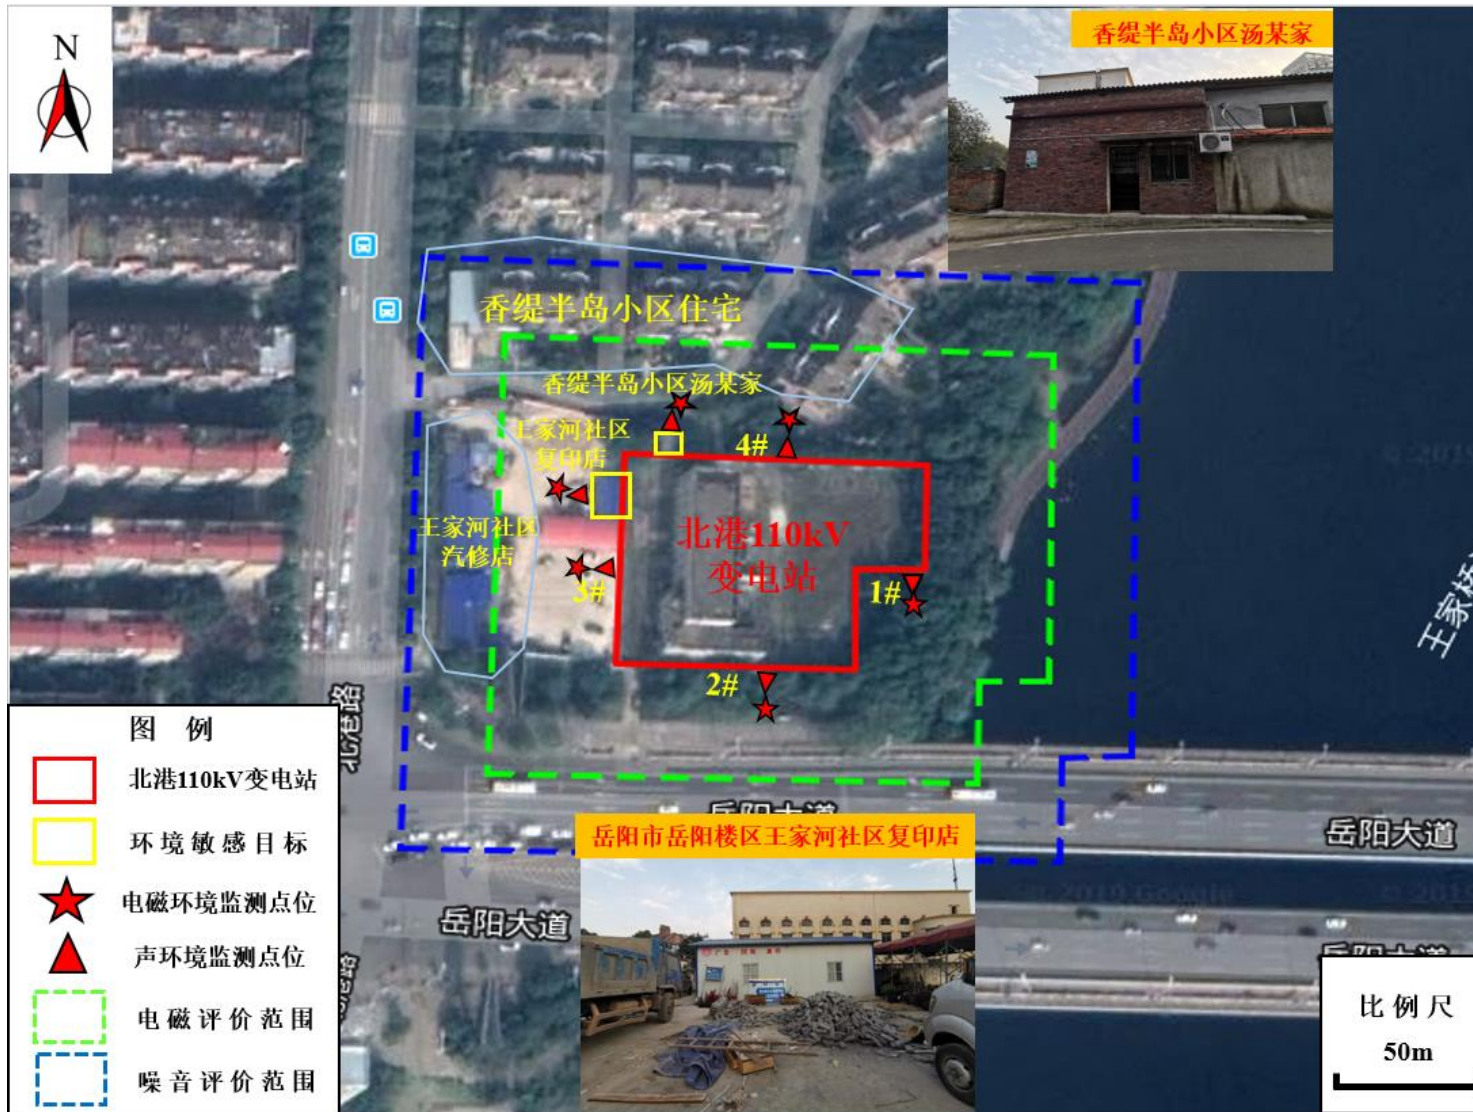 N
香缇半岛小区汤某家
香缇半岛小区住宅
香缇半岛小区汤某家
王家河社区
复印店
4#
王家河社区
汽修店
北港110kV
变电站
3#
1#
2#
王家桥
北港路
岳阳大道
岳阳大道
岳阳大道
岳阳大道
岳阳市岳阳楼区王家河社区复印店
图 例
北港110kV变电站
环境敏感目标
电磁环境监测点位
声环境监测点位
电磁评价范围
噪音评价范围
比例尺
50m